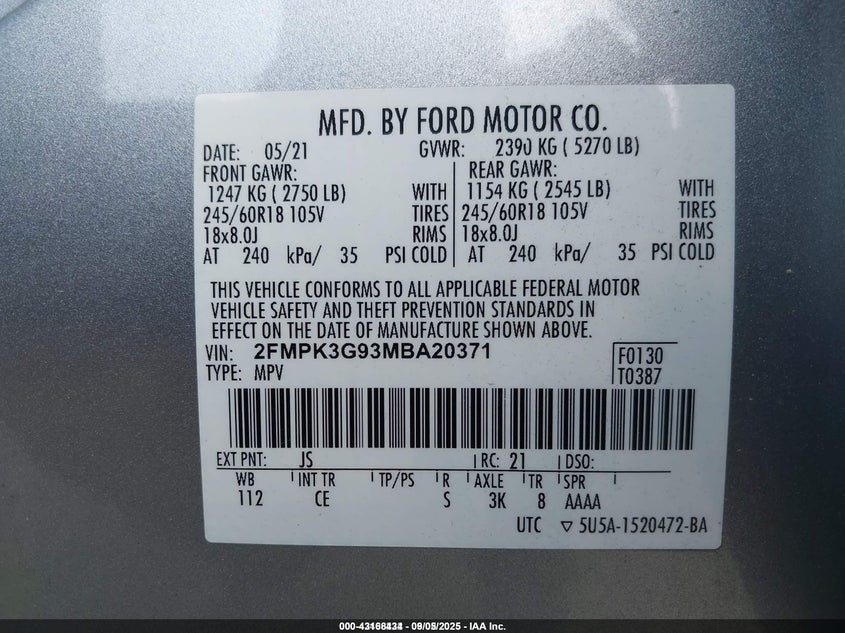 MFD. BY FORD MOTOR CO.
DATE: 05/21 GVWR: 2390 KG ( 5270 LB)
FRONT GAWR: REAR GAWR:
1247 KG ( 2750 LB) WITH 1154 KG ( 2545 LB) WITH
245/60R18 105V TIRES 245/60R18 105V TIRES
18x8.0J RIMS 18x8.0J RIMS
AT 240 kPa/ 35 PSI COLD AT 240 kPa/ 35 PSI COLD
THIS VEHICLE CONFORMS TO ALL APPLICABLE FEDERAL MOTOR
VEHICLE SAFETY AND THEFT PREVENTION STANDARDS IN
EFFECT ON THE DATE OF MANUFACTURE SHOWN ABOVE.
VIN: 2FMPK3G93MBA20371 F0130
TYPE: MPV T0387
EXT PNT: JS RC: 21 DSO:
WB INT TR TP/PS R AXLE TR SPR
112 CE S 3K 8 AAAA
UTC ▽ 5U5A-1520472-BA
09/05/2025 - IAA Inc.